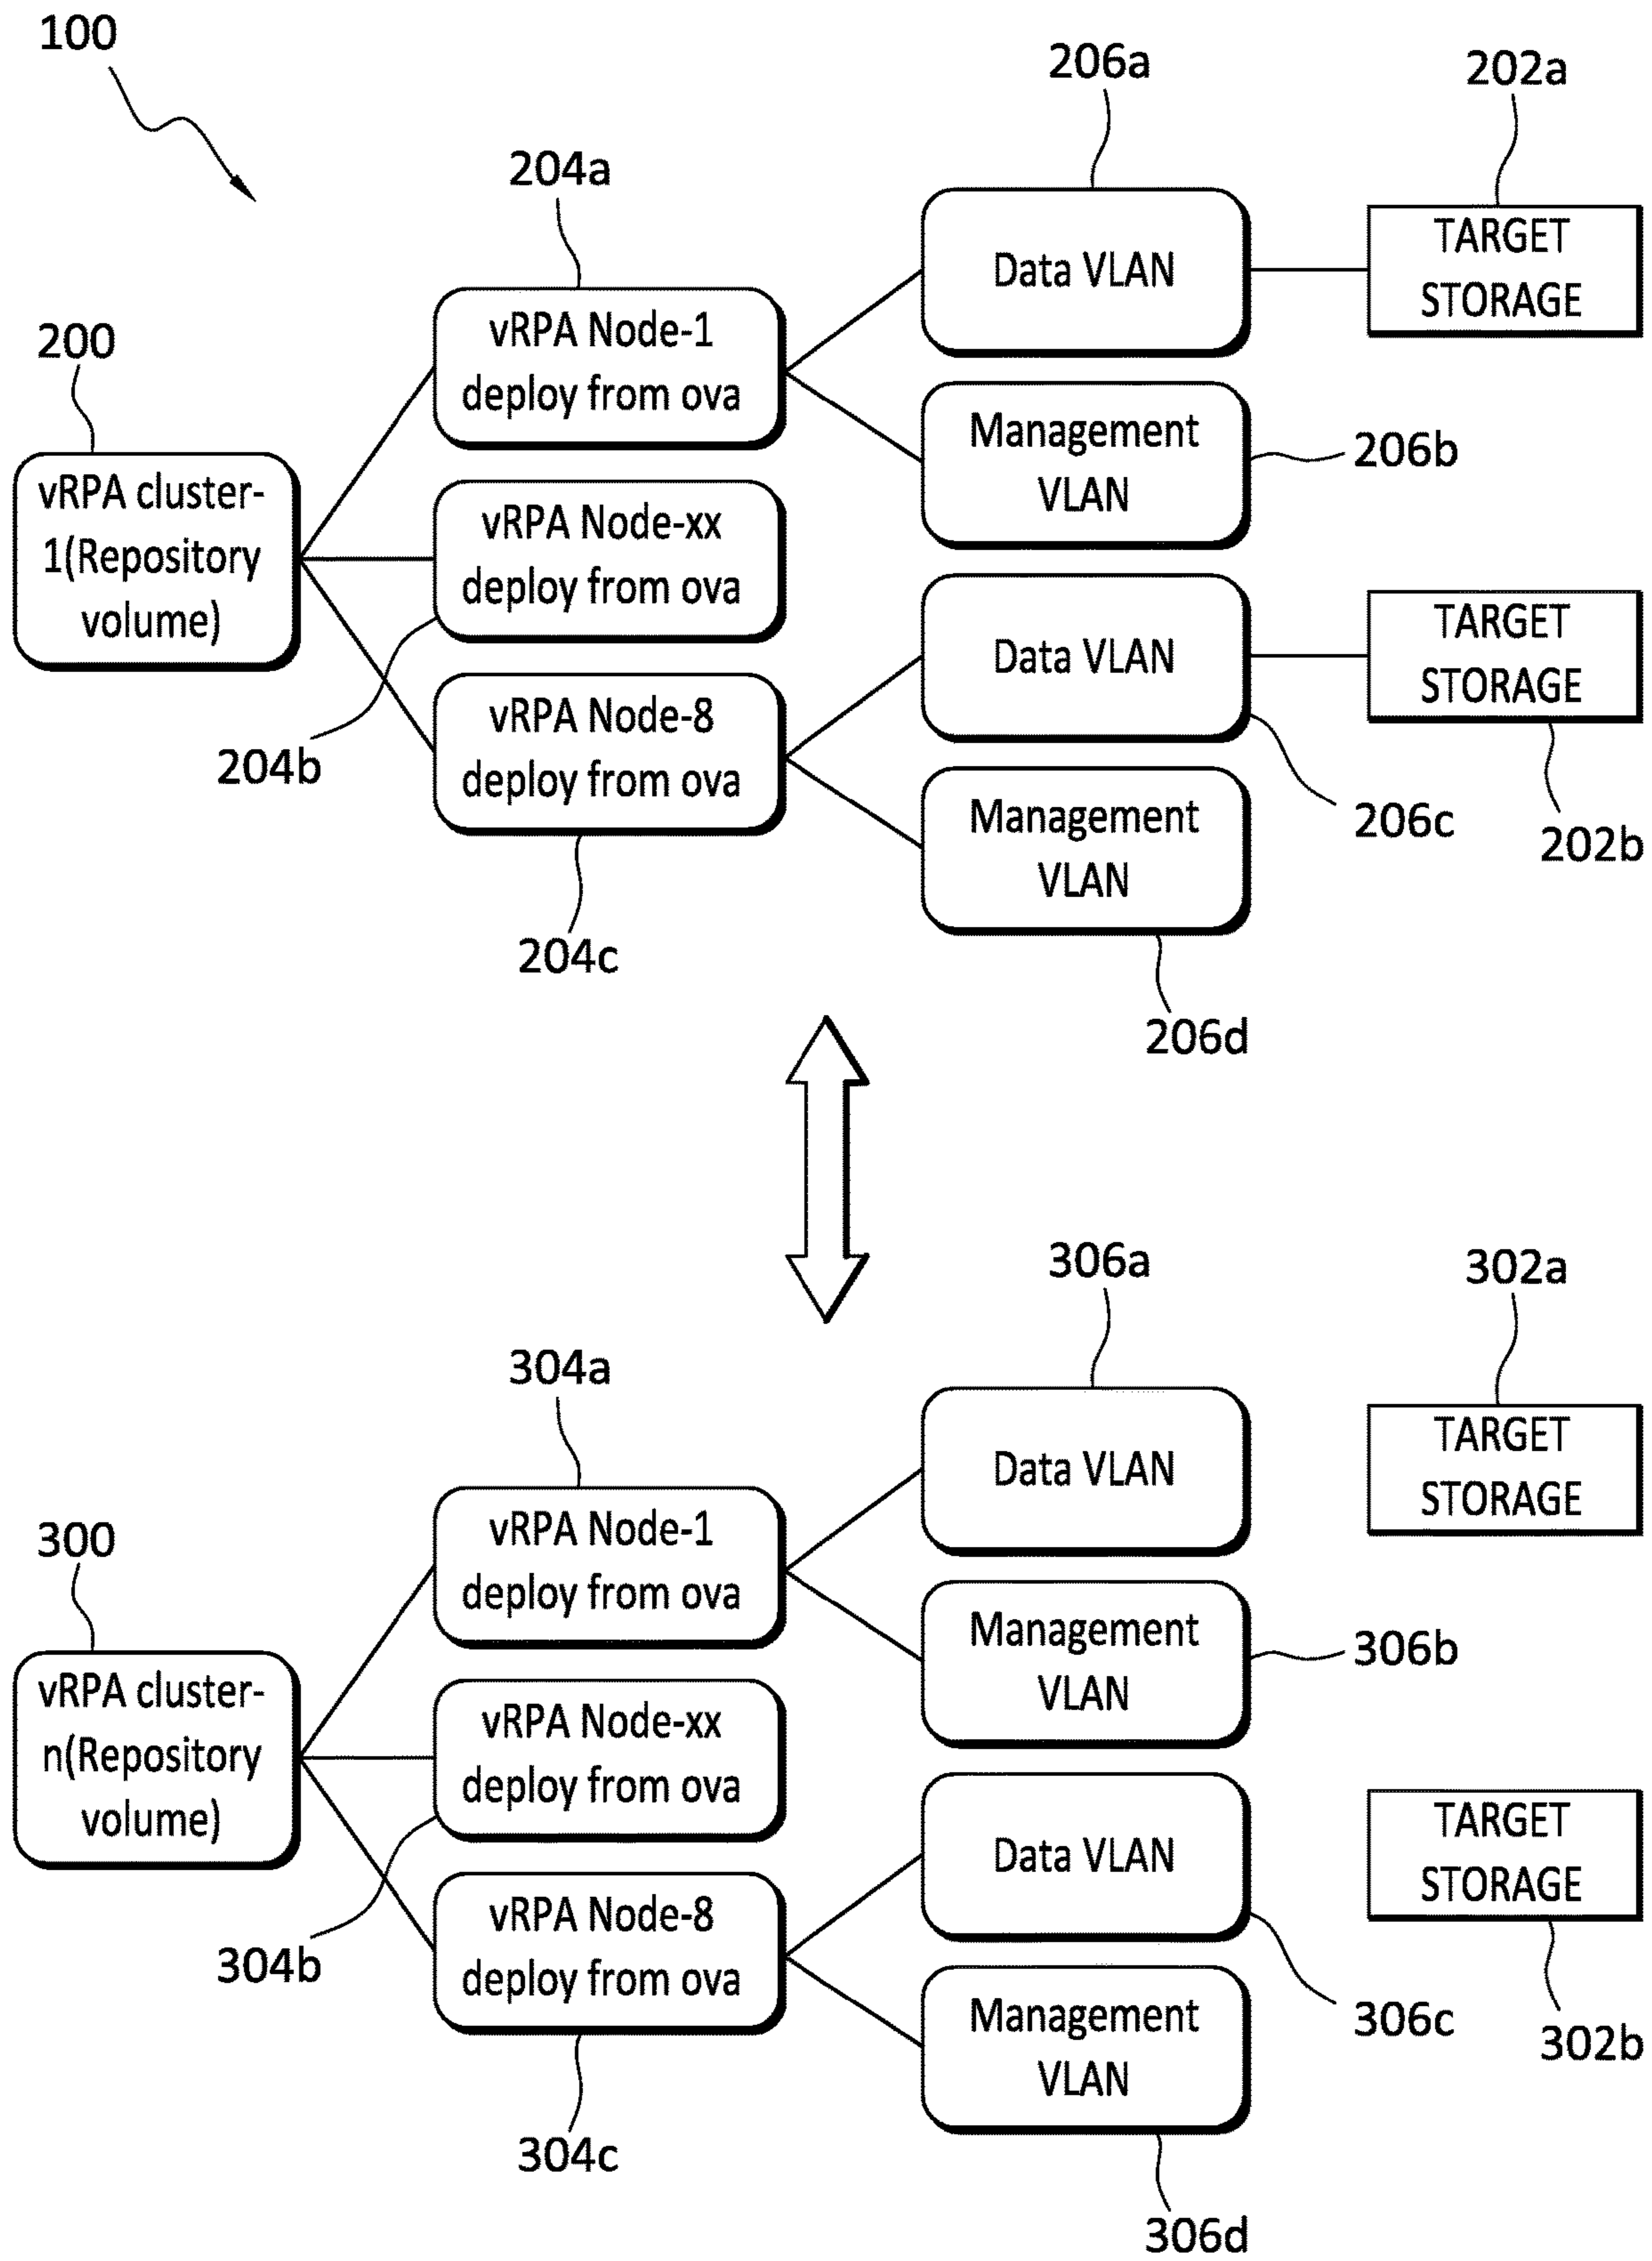 100
206a
202a
204a
Data VLAN
TARGET
STORAGE
200
vRPA Node-1
deploy from ova
Management
VLAN
206b
vRPA cluster-
1(Repository
volume)
vRPA Node-xx
deploy from ova
Data VLAN
TARGET
STORAGE
204b
vRPA Node-8
deploy from ova
Management
VLAN
206c
202b
204c
206d
306a
302a
304a
Data VLAN
TARGET
STORAGE
300
vRPA Node-1
deploy from ova
Management
VLAN
306b
vRPA cluster-
n(Repository
volume)
vRPA Node-xx
deploy from ova
Data VLAN
TARGET
STORAGE
304b
vRPA Node-8
deploy from ova
Management
VLAN
306c
302b
304c
306d